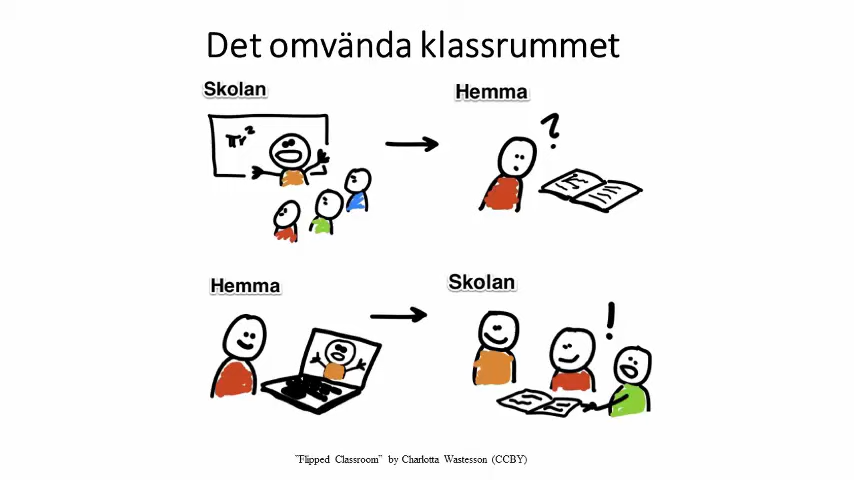 Det omvända klassrummet
Skolan
Hemma
πr²
?
Hemma
Skolan
!
"Flipped Classroom" by Charlotta Wastesson (CCBY)